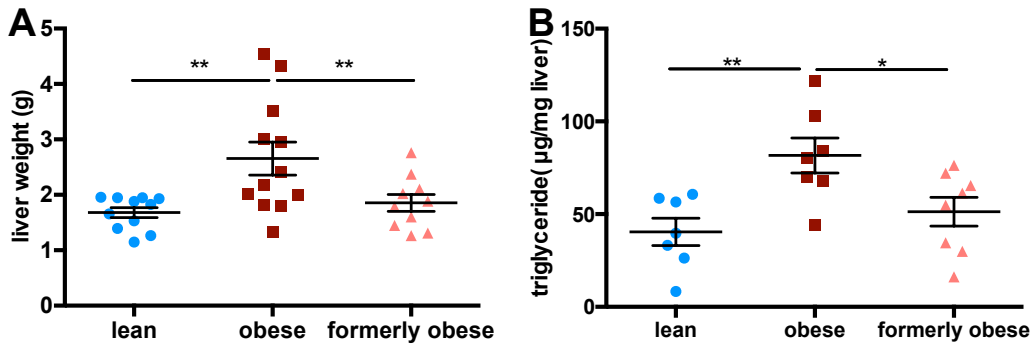 A
liver weight (g)
5
4
3
2
1
0
** **
lean obese formerly obese
B
triglyceride( µg/mg liver)
150
100
50
0
** *
lean obese formerly obese